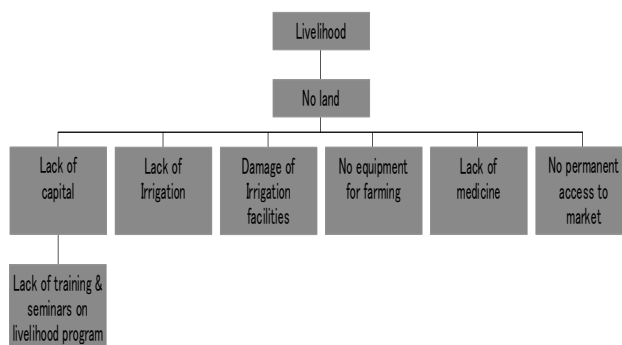 Livelihood
No land
Lack of
capital
Lack of
Irrigation
Damage of
Irrigation
facilities
No equipment
for farming
Lack of
medicine
No permanent
access to
market
Lack of training &
seminars on
livelihood program